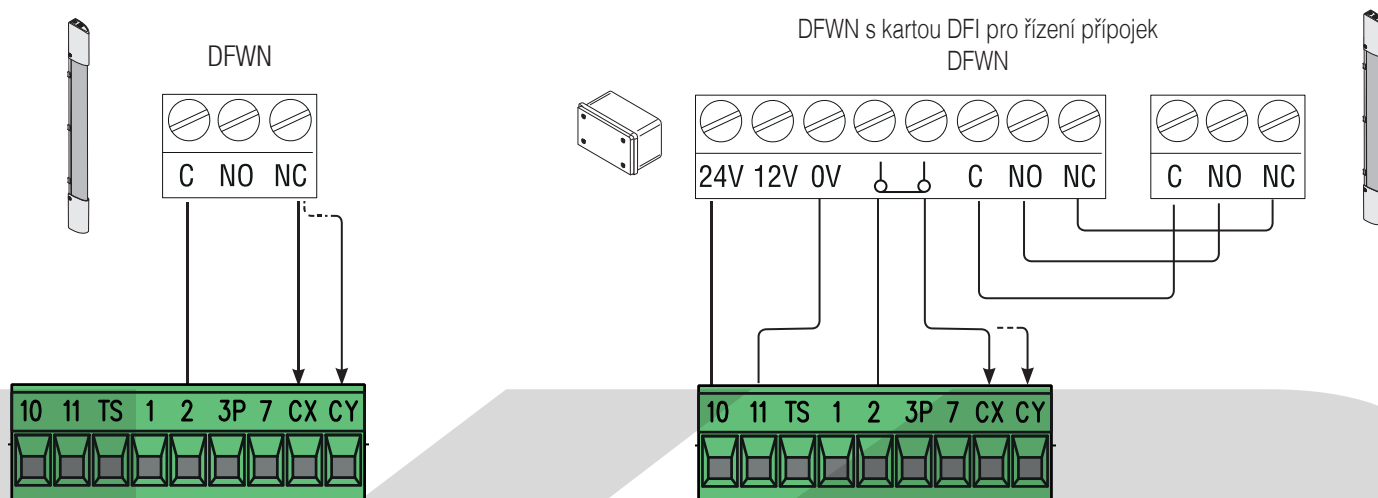 DFWN
C NO NC
10 11 TS 1 2 3P 7 CX CY
DFWN s kartou DFI pro řízení přípojek
DFWN
24V 12V 0V C NO NC
C NO NC
10 11 TS 1 2 3P 7 CX CY